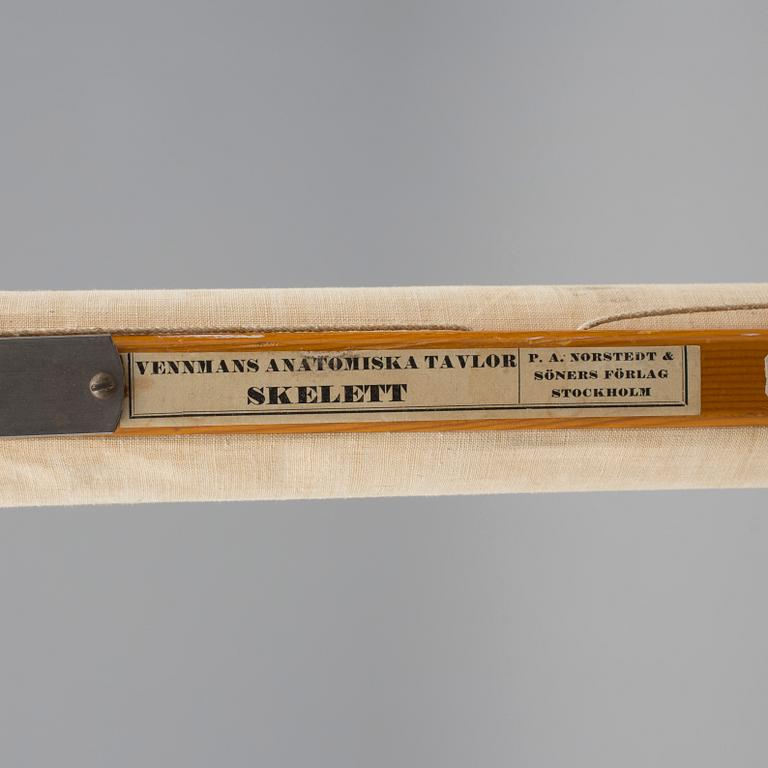 VENNMANS ANATOMISKA TAVLOR
SKELETT
P. A. NORSTEDT &
SÖNERS FÖRLAG
STOCKHOLM